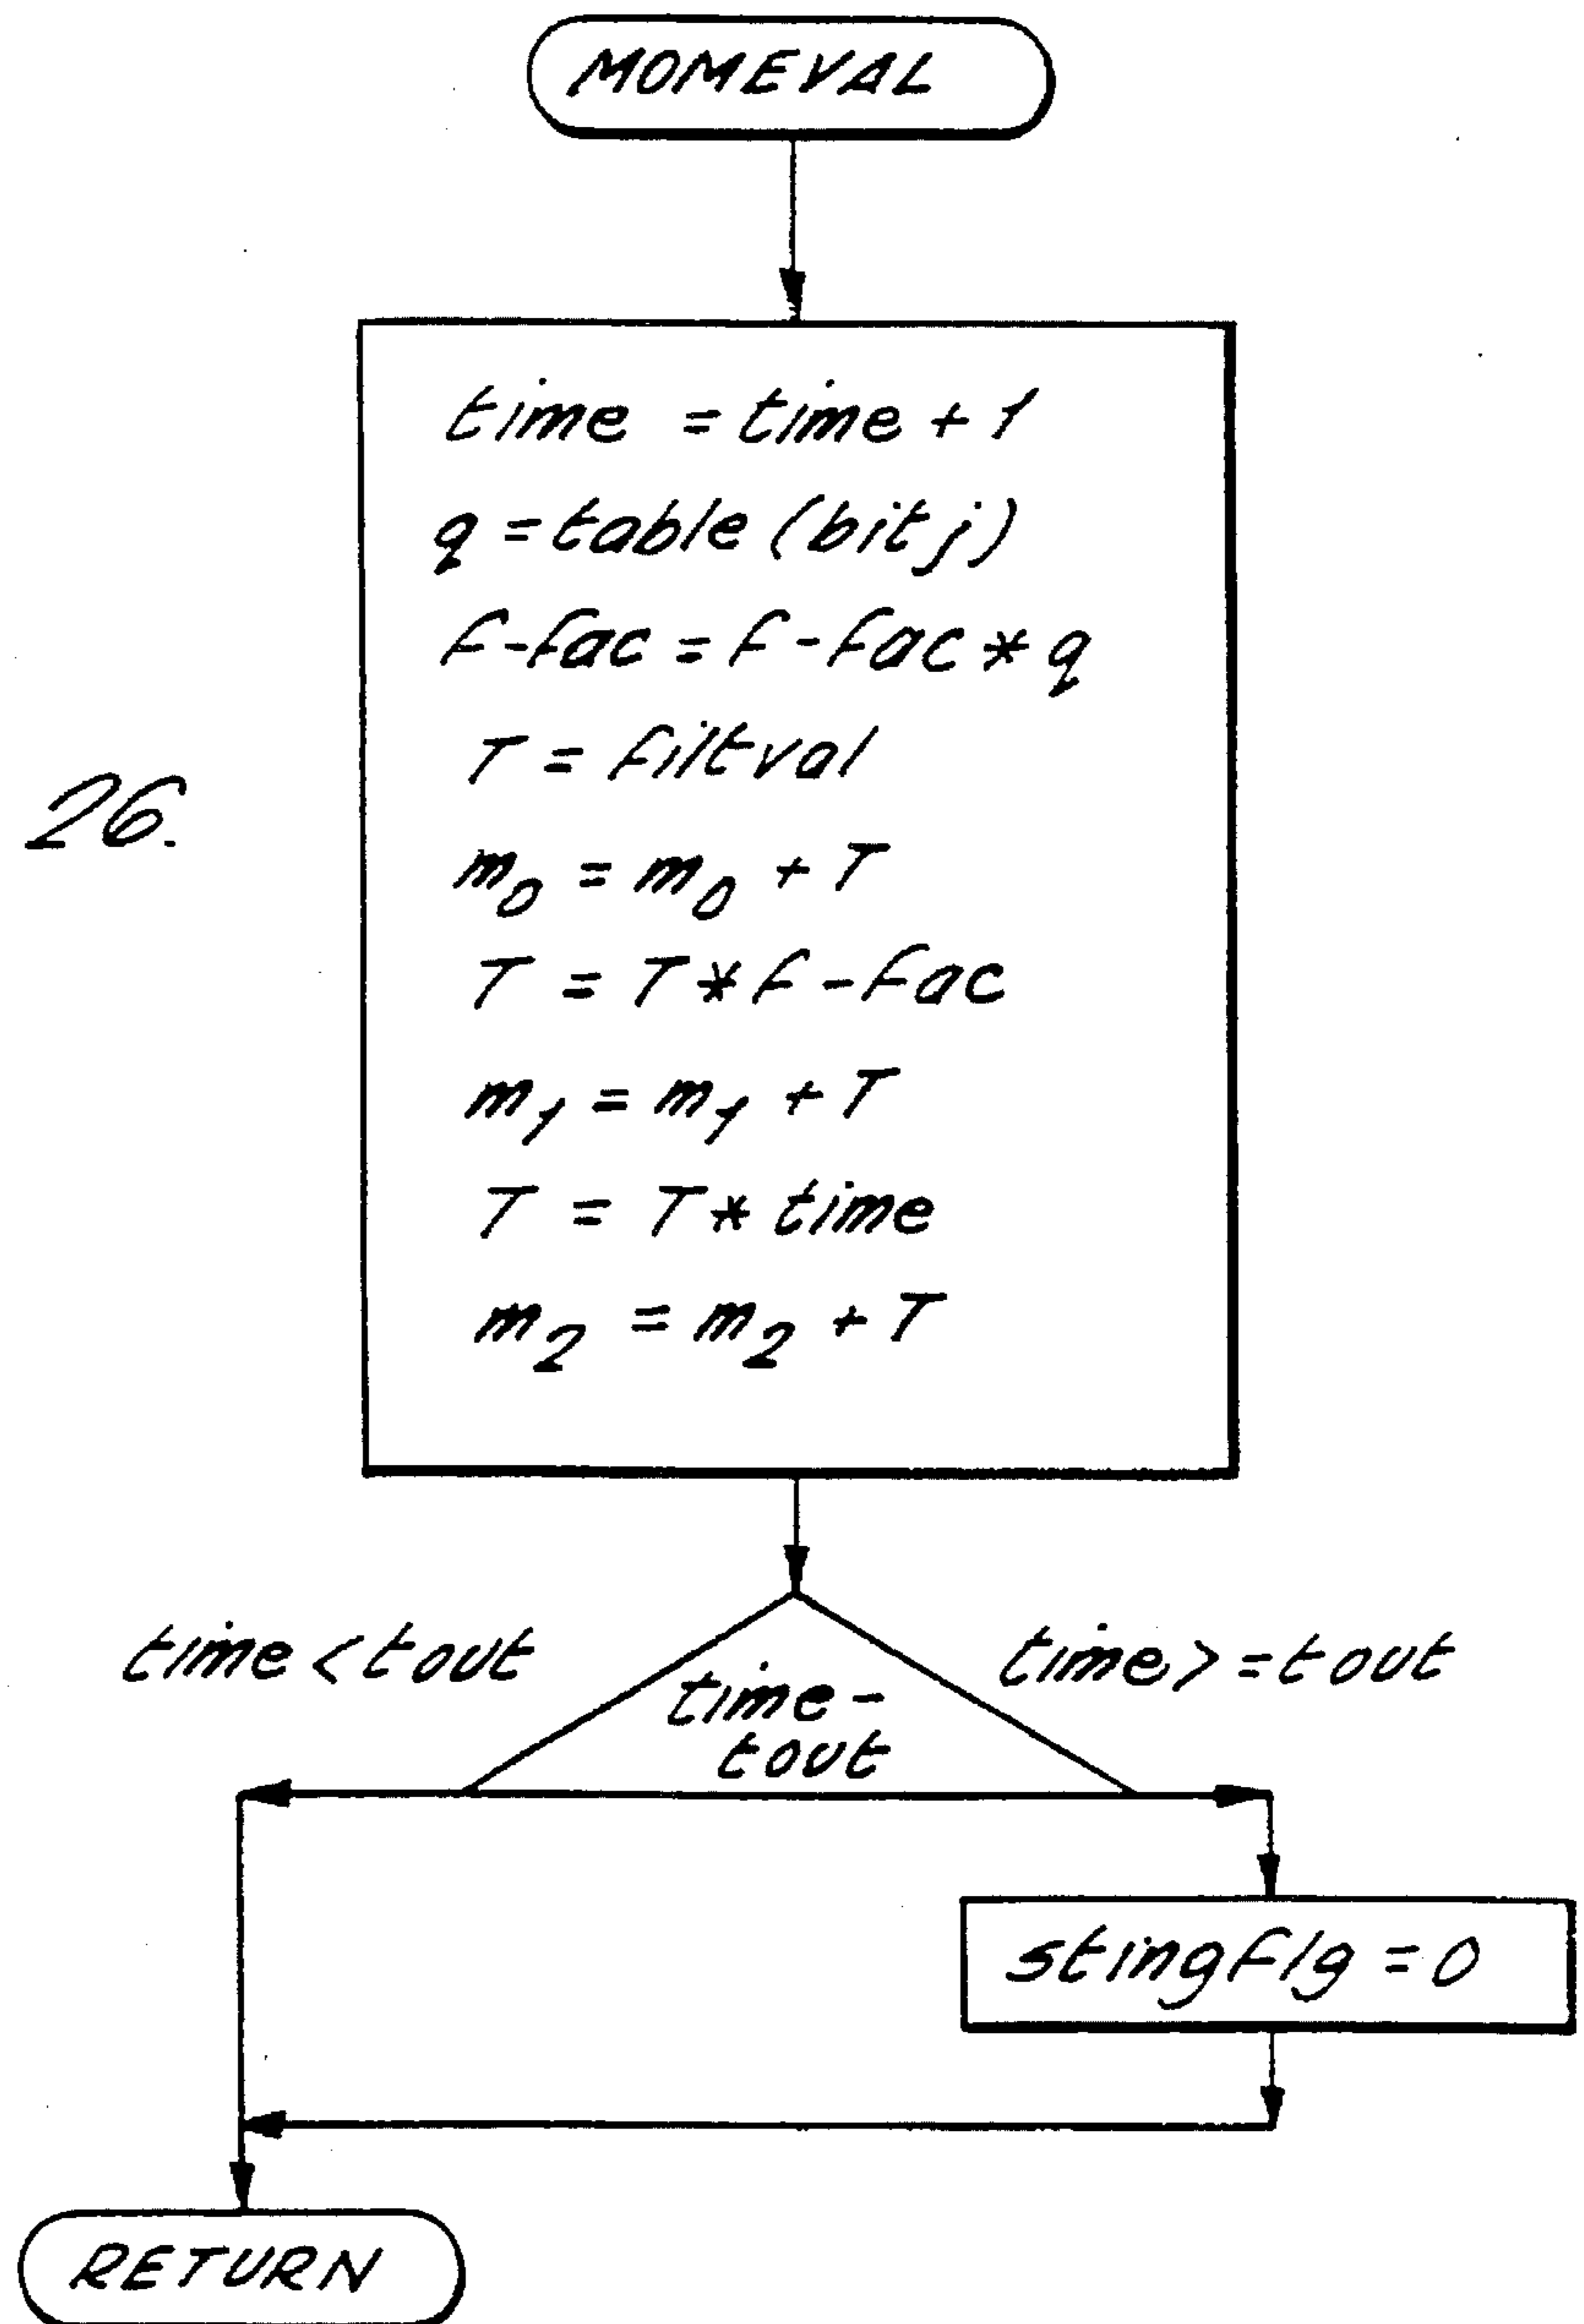 MOMEVAL
time = time + 1
q = table (bit j)
f-fac = f-fac * q
T = filtval
26.
m₀ = m₀ + T
T = T * f-fac
m₁ = m₁ + T
T = T * time
m₂ = m₂ + T
time < tout
time >= tout
time-
tout
stingflg = 0
RETURN